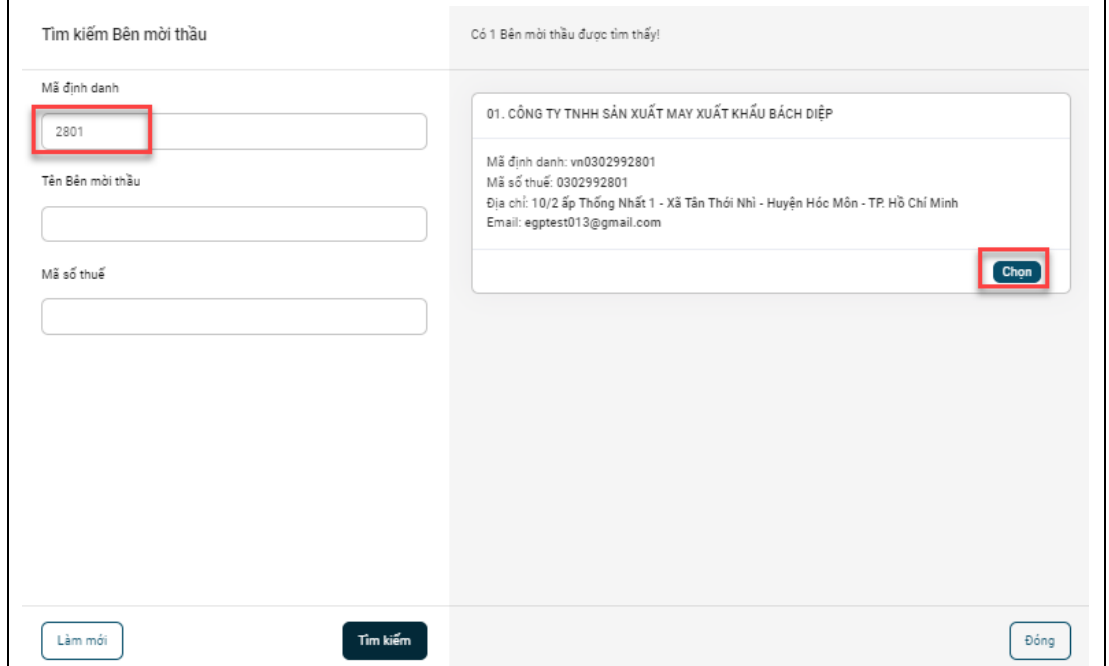 Tìm kiếm Bên mời thầu
Mã định danh
2801
Tên Bên mời thầu
Mã số thuế
Làm mới
Tìm kiếm
Có 1 Bên mời thầu được tìm thấy!
01. CÔNG TY TNHH SẢN XUẤT MAY XUẤT KHẨU BÁCH DIỆP
Mã định danh: vn0302992801
Mã số thuế: 0302992801
Địa chỉ: 10/2 ấp Thống Nhất 1 - Xã Tân Thới Nhì - Huyện Hóc Môn - TP. Hồ Chí Minh
Email: egptest013@gmail.com
Chọn
Đóng